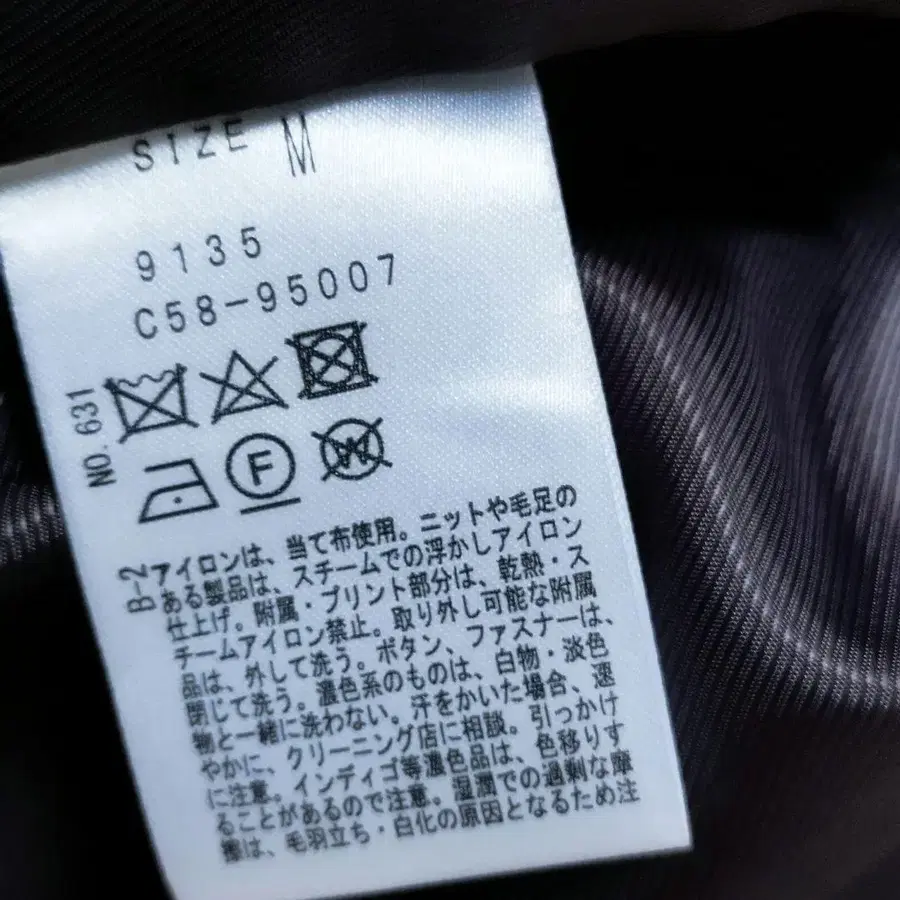 SIZE M
9135
C58-95007
NO.631
F
W
B-2
アイロンは、当て布使用。ニットや毛足の
ある製品は、スチームでの浮かしアイロン
仕上げ。附属・プリント部分は、乾熱・ス
チームアイロン禁止。取り外し可能な附属
品は、外して洗う。ボタン、ファスナーは、
閉じて洗う。濃色系のものは、白物・淡色
物と一緒に洗わない。汗をかいた場合、速
やかに、クリーニング店に相談。引っかけ
に注意。インディゴ等濃色品は、色移りす
ることがあるので注意。湿潤での過剰な摩
擦は、毛羽立ち・白化の原因となるため注